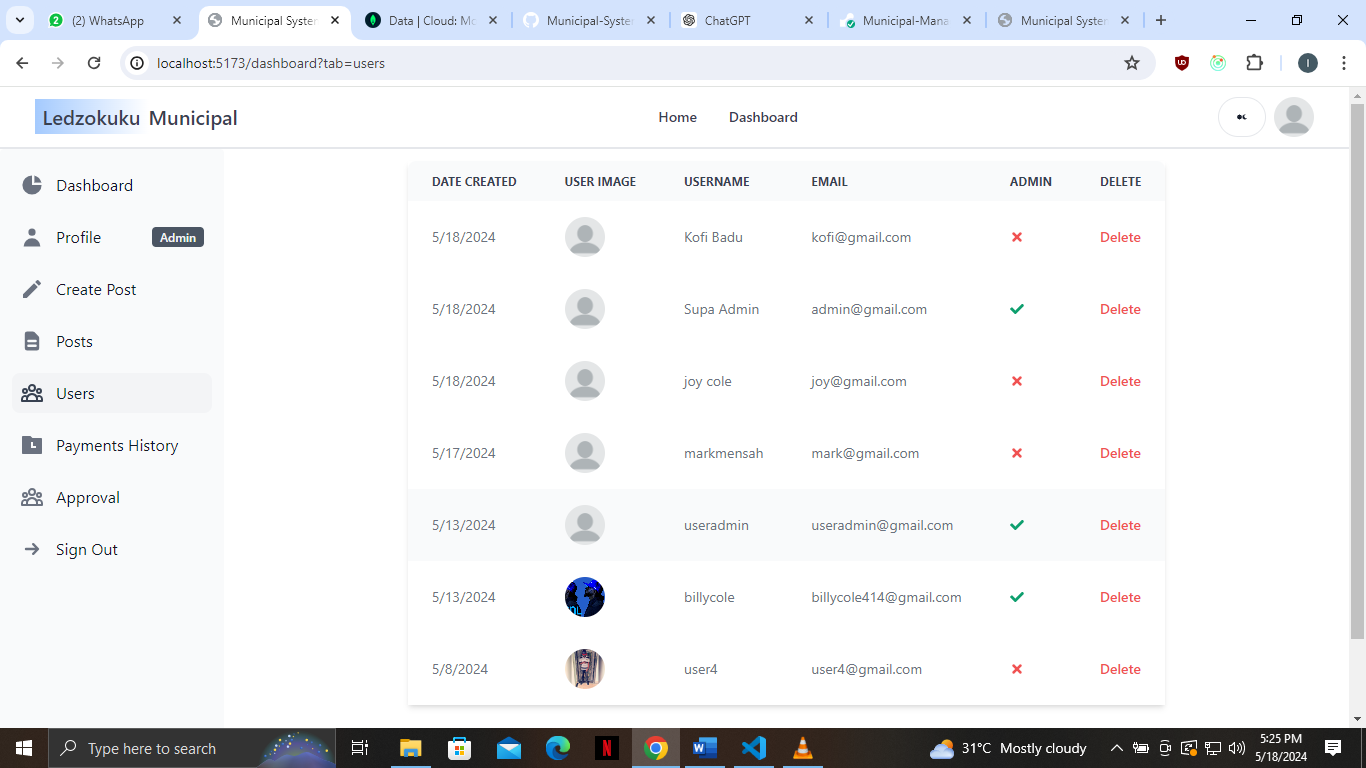 (2) WhatsApp
Municipal System
Data | Cloud: Mo
Municipal-Syste
ChatGPT
Municipal-Mana
Municipal System
localhost:5173/dashboard?tab=users
I
Ledzokuku Municipal
Home Dashboard
Dashboard
Profile Admin
Create Post
Posts
Users
Payments History
Approval
Sign Out
DATE CREATED USER IMAGE USERNAME EMAIL ADMIN DELETE
5/18/2024 Kofi Badu kofi@gmail.com Delete
5/18/2024 Supa Admin admin@gmail.com Delete
5/18/2024 joy cole joy@gmail.com Delete
5/17/2024 markmensah mark@gmail.com Delete
5/13/2024 useradmin useradmin@gmail.com Delete
5/13/2024 billycole billycole414@gmail.com Delete
5/8/2024 user4 user4@gmail.com Delete
Type here to search
31°C Mostly cloudy
5:25 PM
5/18/2024